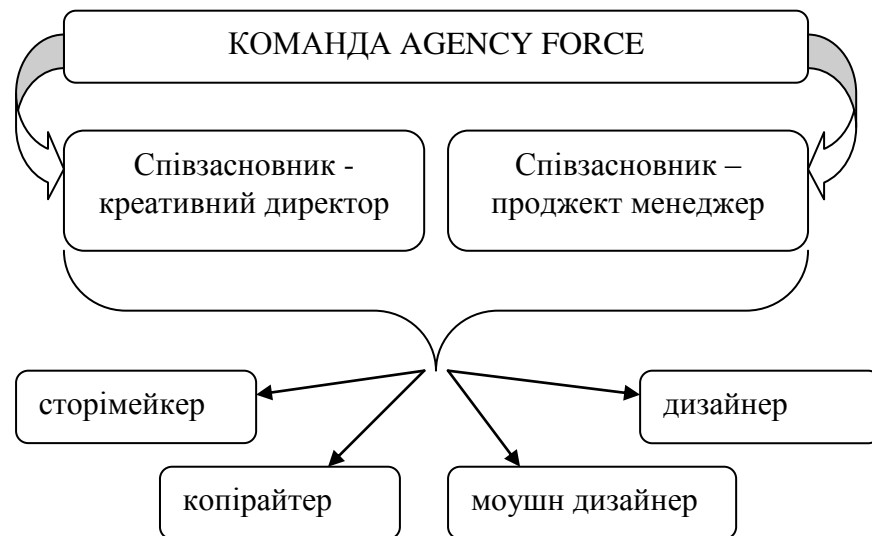 КОМАНДА AGENCY FORCE
Співзасновник -
креативний директор
Співзасновник –
проджект менеджер
сторімейкер
дизайнер
копірайтер
моушн дизайнер